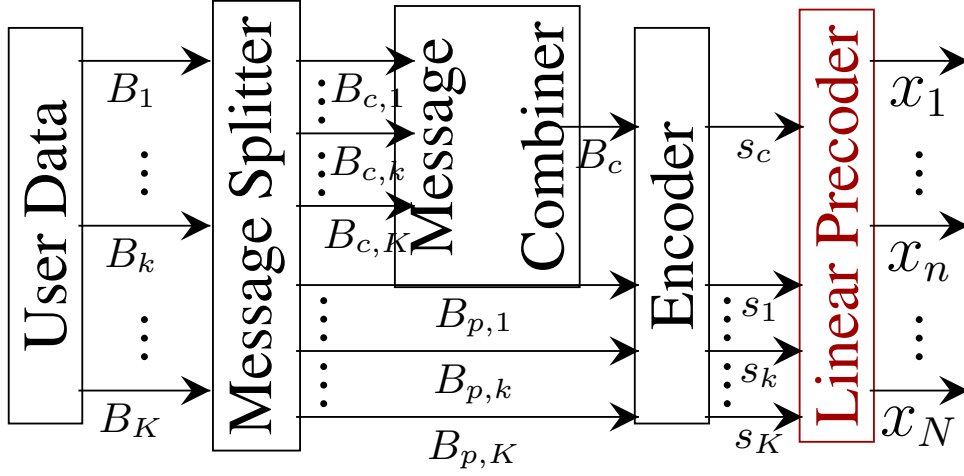 User Data
B_1
⋮
B_k
⋮
B_K
Message Splitter
B_{c,1}
⋮
B_{c,k}
⋮
B_{c,K}
Message
Combiner
B_c
B_{p,1}
⋮
B_{p,k}
⋮
B_{p,K}
Encoder
s_c
s_1
⋮
s_k
⋮
s_K
Linear Precoder
x_1
⋮
x_n
⋮
x_N